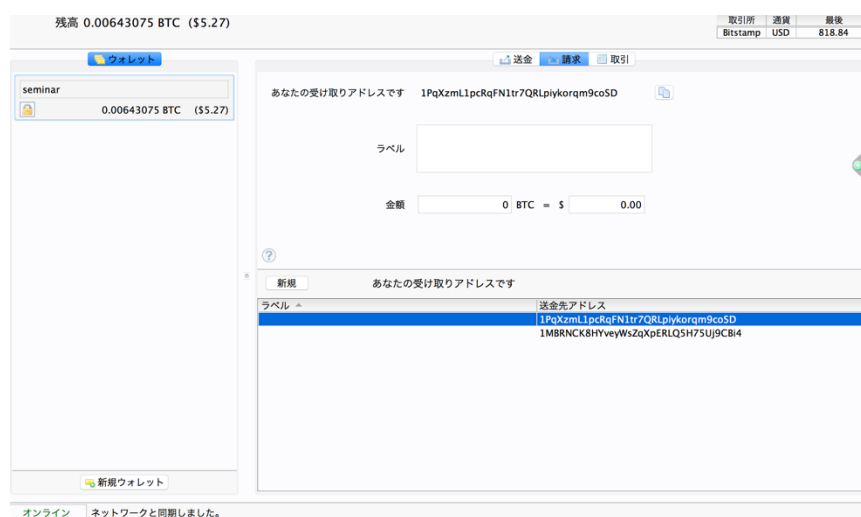 残高 0.00643075 BTC ($5.27)
取引所 通貨 最後
Bitstamp USD 818.84
ウォレット
送金 請求 取引
seminar
0.00643075 BTC ($5.27)
あなたの受け取りアドレスです 1PqXzmL1pcRqFN1tr7QRLpiykorqm9coSD
ラベル
金額 0 BTC = $ 0.00
?
新規 あなたの受け取りアドレスです
ラベル 送金先アドレス
1PqXzmL1pcRqFN1tr7QRLpiykorqm9coSD
1MBRNCK8HYveyWsZqXpERLQ5H75Uj9CBi4
新規ウォレット
オンライン ネットワークと同期しました。